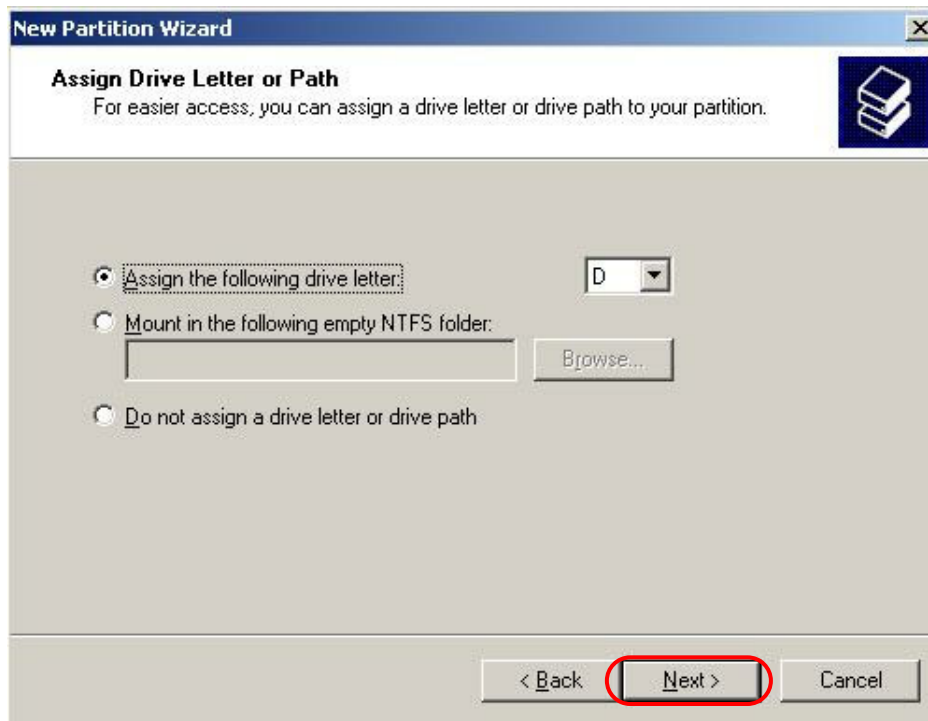 New Partition Wizard
Assign Drive Letter or Path
For easier access, you can assign a drive letter or drive path to your partition.
Assign the following drive letter:
D
Mount in the following empty NTFS folder:
Browse...
Do not assign a drive letter or drive path
< Back
Next >
Cancel